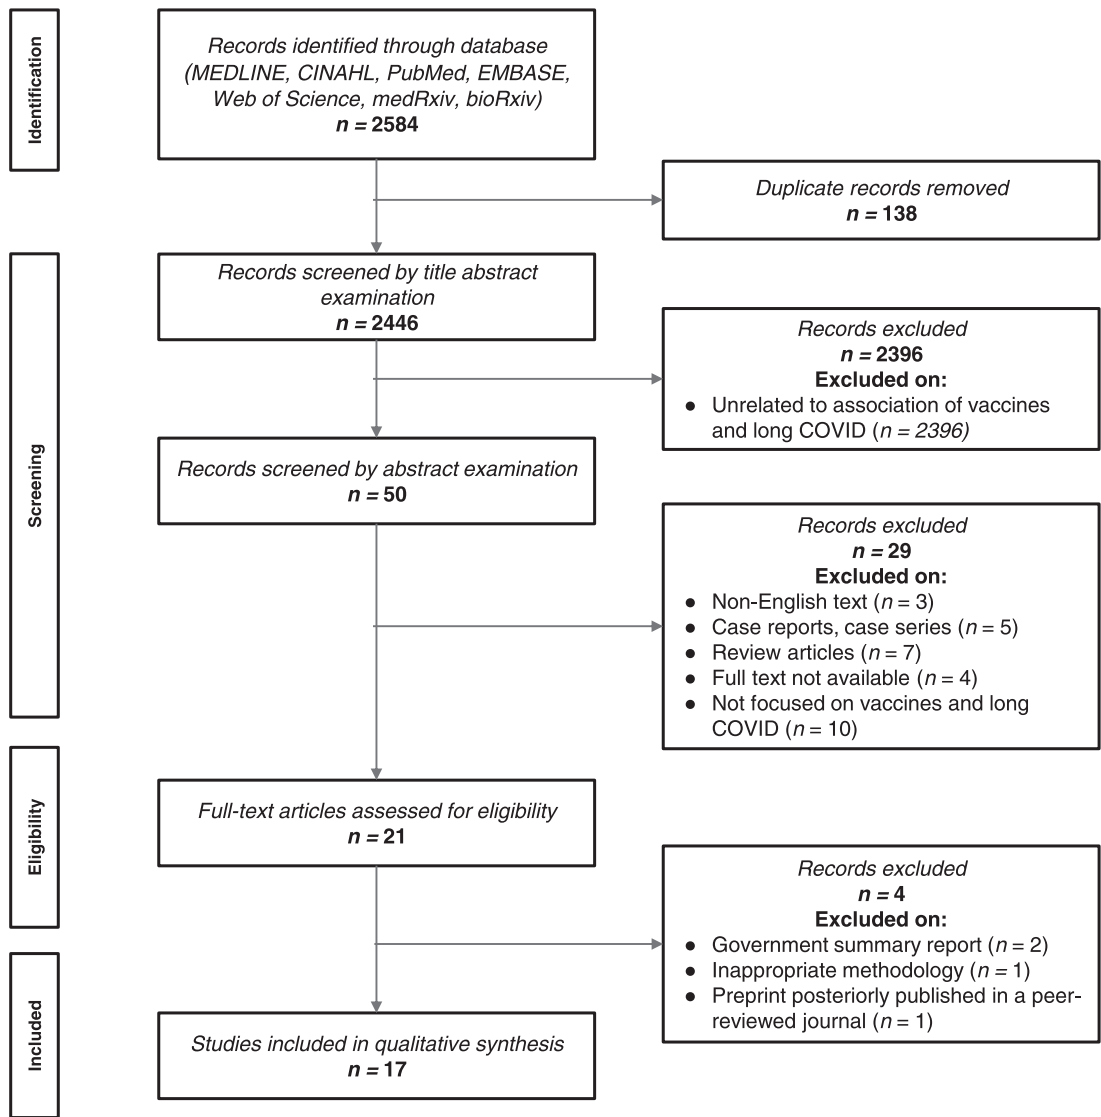 Identification
Records identified through database
(MEDLINE, CINAHL, PubMed, EMBASE,
Web of Science, medRxiv, bioRxiv)
n = 2584
Duplicate records removed
n = 138
Screening
Records screened by title abstract
examination
n = 2446
Records excluded
n = 2396
Excluded on:
● Unrelated to association of vaccines
and long COVID (n = 2396)
Records screened by abstract examination
n = 50
Records excluded
n = 29
Excluded on:
● Non-English text (n = 3)
● Case reports, case series (n = 5)
● Review articles (n = 7)
● Full text not available (n = 4)
● Not focused on vaccines and long
COVID (n = 10)
Eligibility
Full-text articles assessed for eligibility
n = 21
Records excluded
n = 4
Excluded on:
● Government summary report (n = 2)
● Inappropriate methodology (n = 1)
● Preprint posteriorly published in a peer-
reviewed journal (n = 1)
Included
Studies included in qualitative synthesis
n = 17